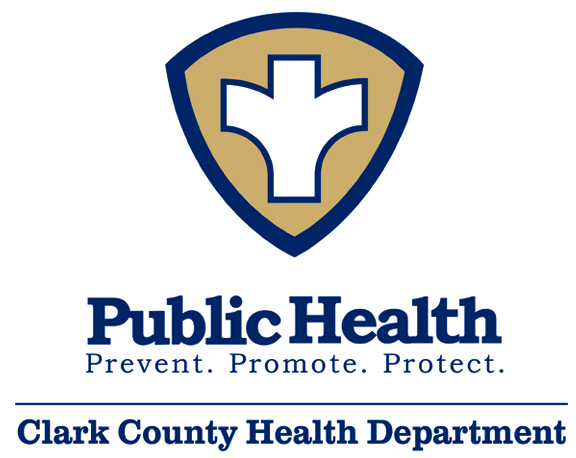 Public Health
Prevent. Promote. Protect.
Clark County Health Department